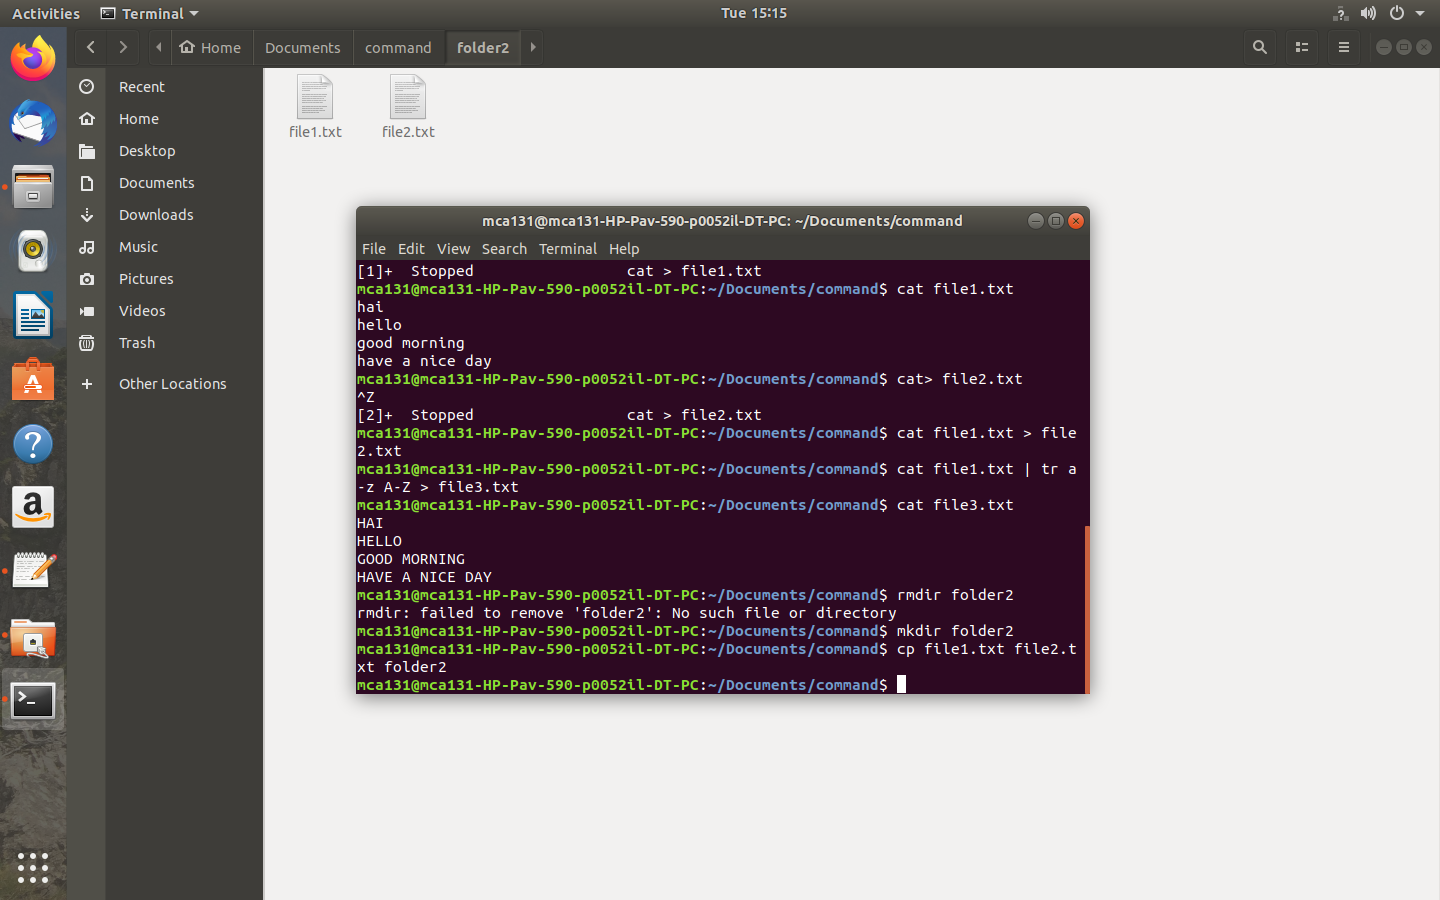 Activities Terminal Tue 15:15
Home Documents command folder2
Recent
Home
Desktop
Documents
Downloads
Music
Pictures
Videos
Trash
Other Locations
file1.txt file2.txt
mca131@mca131-HP-Pav-590-p0052il-DT-PC: ~/Documents/command
File Edit View Search Terminal Help
[1]+  Stopped                 cat > file1.txt
mca131@mca131-HP-Pav-590-p0052il-DT-PC:~/Documents/command$ cat file1.txt
hai
hello
good morning
have a nice day
mca131@mca131-HP-Pav-590-p0052il-DT-PC:~/Documents/command$ cat> file2.txt
^Z
[2]+  Stopped                 cat > file2.txt
mca131@mca131-HP-Pav-590-p0052il-DT-PC:~/Documents/command$ cat file1.txt > file
2.txt
mca131@mca131-HP-Pav-590-p0052il-DT-PC:~/Documents/command$ cat file1.txt | tr a
-z A-Z > file3.txt
mca131@mca131-HP-Pav-590-p0052il-DT-PC:~/Documents/command$ cat file3.txt
HAI
HELLO
GOOD MORNING
HAVE A NICE DAY
mca131@mca131-HP-Pav-590-p0052il-DT-PC:~/Documents/command$ rmdir folder2
rmdir: failed to remove 'folder2': No such file or directory
mca131@mca131-HP-Pav-590-p0052il-DT-PC:~/Documents/command$ mkdir folder2
mca131@mca131-HP-Pav-590-p0052il-DT-PC:~/Documents/command$ cp file1.txt file2.t
xt folder2
mca131@mca131-HP-Pav-590-p0052il-DT-PC:~/Documents/command$